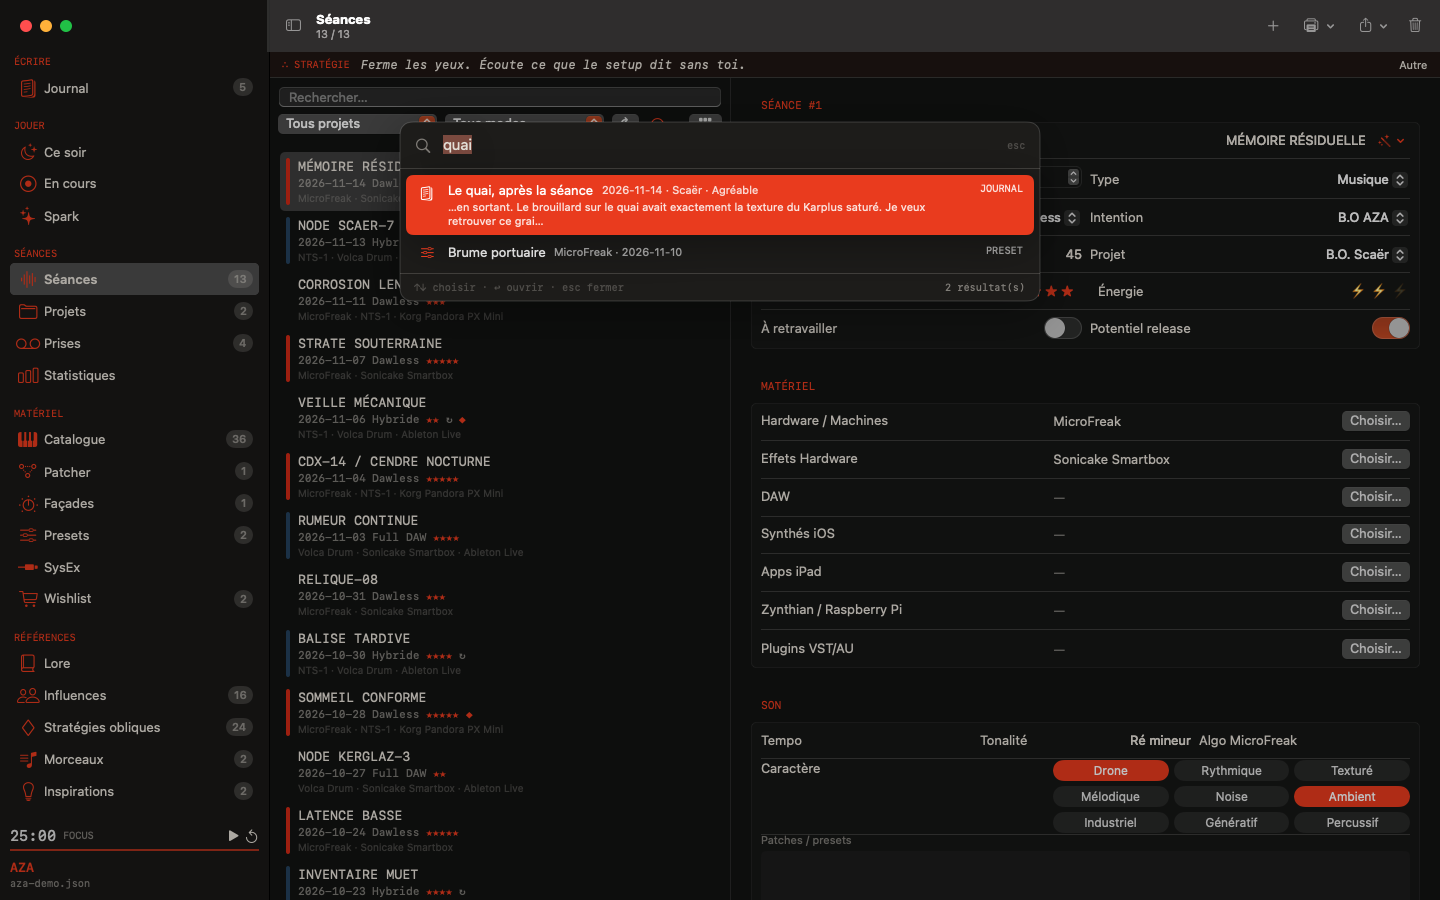 Séances
13 / 13
ÉCRIRE
Journal 5
JOUER
Ce soir
En cours
Spark
SÉANCES
Séances 13
Projets 2
Prises 4
Statistiques
MATÉRIEL
Catalogue 36
Patcher 1
Façades 1
Presets 2
SysEx
Wishlist 2
RÉFÉRENCES
Lore
Influences 16
Stratégies obliques 24
Morceaux 2
Inspirations 2
25:00 FOCUS
AZA
aza-demo.json
∴ STRATÉGIE Ferme les yeux. Écoute ce que le setup dit sans toi. Autre
Rechercher...
Tous projets
quai esc
Le quai, après la séance 2026-11-14 · Scaër · Agréable JOURNAL
...en sortant. Le brouillard sur le quai avait exactement la texture du Karplus saturé. Je veux
retrouver ce grai...
Brume portuaire MicroFreak · 2026-11-10 PRESET
↑↓ choisir · ↵ ouvrir · esc fermer 2 résultat(s)
MÉMOIRE RÉSID
2026-11-14 Dawl
MicroFreak · Sonica
NODE SCAER-7
2026-11-13 Hybr
NTS-1 · Volca Drum ·
CORROSION LEN
2026-11-11 Dawless ★★★
MicroFreak · NTS-1 · Korg Pandora PX Mini
STRATE SOUTERRAINE
2026-11-07 Dawless ★★★★★
MicroFreak · Sonicake Smartbox
VEILLE MÉCANIQUE
2026-11-06 Hybride ★★ ↻ ◆
NTS-1 · Volca Drum · Ableton Live
CDX-14 / CENDRE NOCTURNE
2026-11-04 Dawless ★★★★★
MicroFreak · NTS-1 · Korg Pandora PX Mini
RUMEUR CONTINUE
2026-11-03 Full DAW ★★★★
Volca Drum · Sonicake Smartbox · Ableton Live
RELIQUE-08
2026-10-31 Dawless ★★★
MicroFreak · Sonicake Smartbox
BALISE TARDIVE
2026-10-30 Hybride ★★★★ ↻
NTS-1 · Volca Drum · Ableton Live
SOMMEIL CONFORME
2026-10-28 Dawless ★★★★★ ◆
MicroFreak · NTS-1 · Korg Pandora PX Mini
NODE KERGLAZ-3
2026-10-27 Full DAW ★★
Volca Drum · Sonicake Smartbox · Ableton Live
LATENCE BASSE
2026-10-24 Dawless ★★★★★
MicroFreak · Sonicake Smartbox
INVENTAIRE MUET
2026-10-23 Hybride ★★★★ ↻
SÉANCE #1
MÉMOIRE RÉSIDUELLE
Type Musique
ess Intention B.O AZA
45 Projet B.O. Scaër
★★ Énergie ⚡⚡⚡
À retravailler Potentiel release
MATÉRIEL
Hardware / Machines MicroFreak Choisir...
Effets Hardware Sonicake Smartbox Choisir...
DAW — Choisir...
Synthés iOS — Choisir...
Apps iPad — Choisir...
Zynthian / Raspberry Pi — Choisir...
Plugins VST/AU — Choisir...
SON
Tempo Tonalité Ré mineur Algo MicroFreak
Caractère Drone Rythmique Texturé
Mélodique Noise Ambient
Industriel Génératif Percussif
Patches / presets